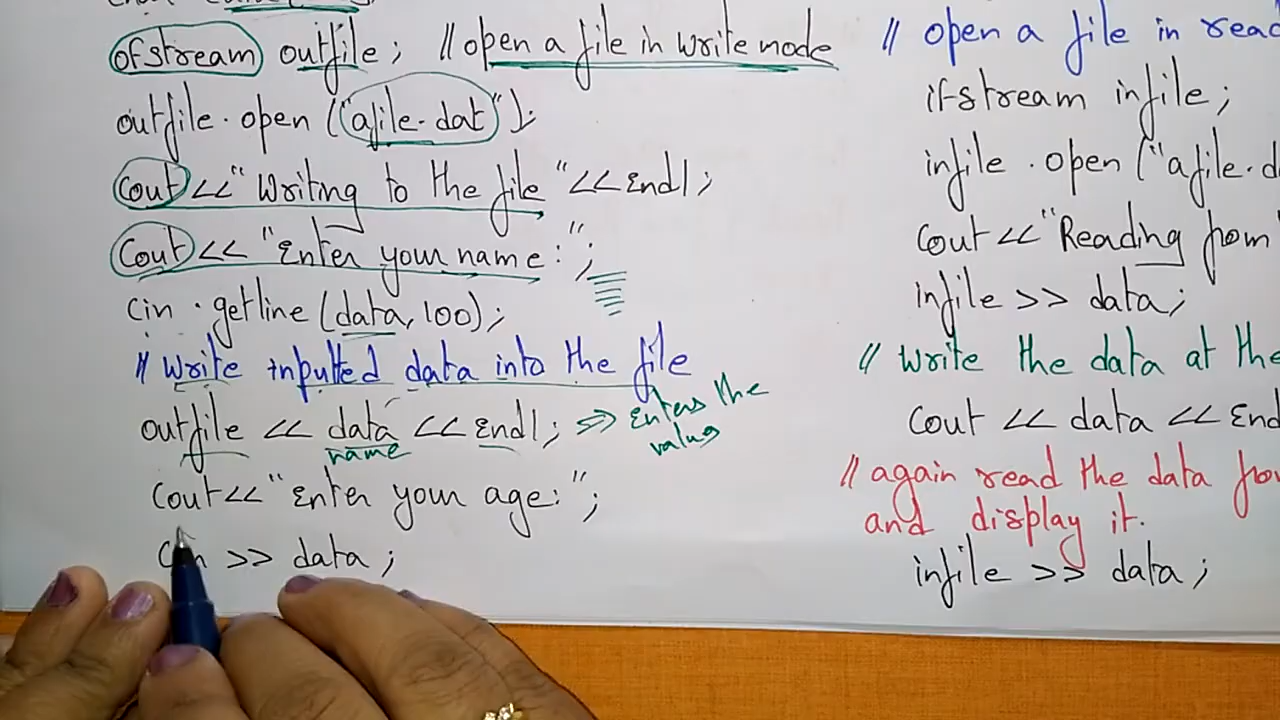 ofstream outfile; // open a file in write mode
outfile.open ("afile.dat");
Cout << "Writing to the file" << Endl;
Cout << "Enter your name:";
Cin.getline (data, 100);
// Write inputted data into the file
outfile << data << endl; => Enters the
value
name
Cout << "Enter your age:";
Cin >> data;
// open a file in read
ifstream infile;
infile.open ("afile.d
Cout << "Reading from
infile >> data;
// Write the data at the
Cout << data << End
// again read the data
and display it.
infile >> data;